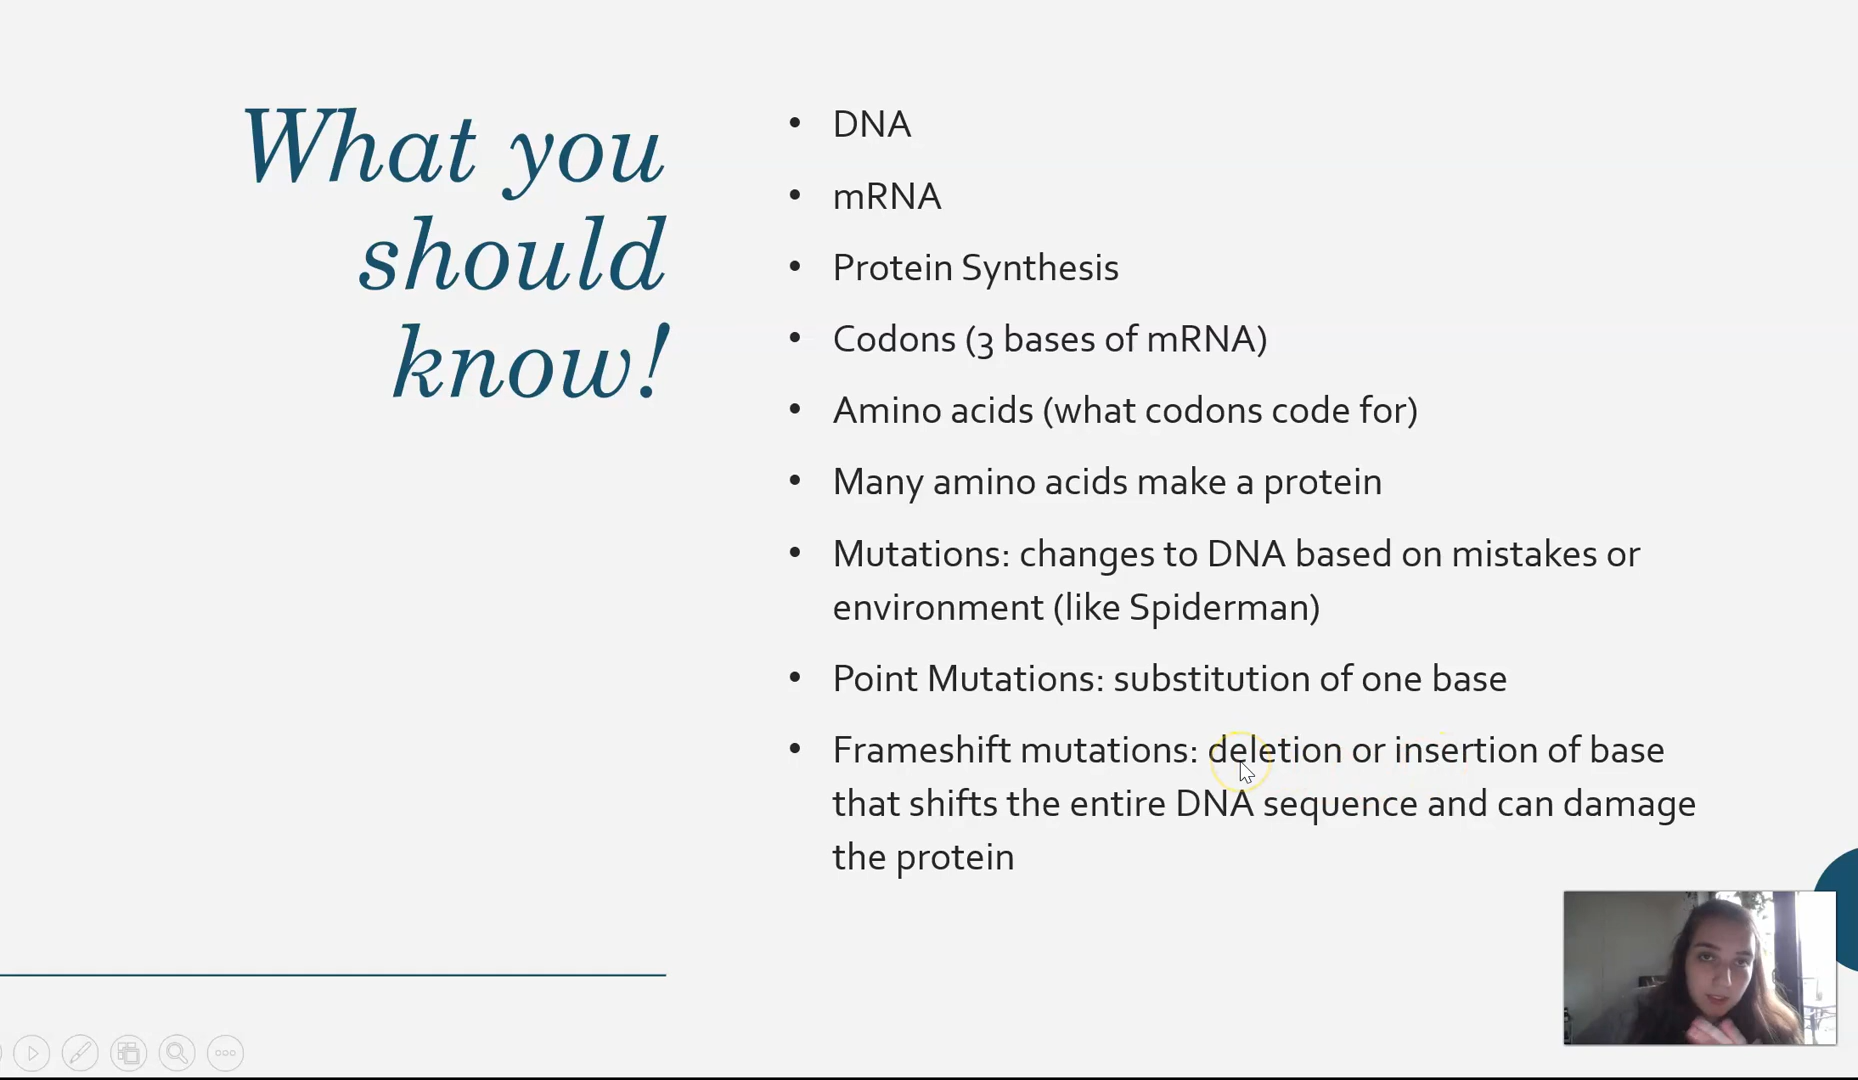 What you
should
know!
• DNA
• mRNA
• Protein Synthesis
• Codons (3 bases of mRNA)
• Amino acids (what codons code for)
• Many amino acids make a protein
• Mutations: changes to DNA based on mistakes or
environment (like Spiderman)
• Point Mutations: substitution of one base
• Frameshift mutations: deletion or insertion of base
that shifts the entire DNA sequence and can damage
the protein